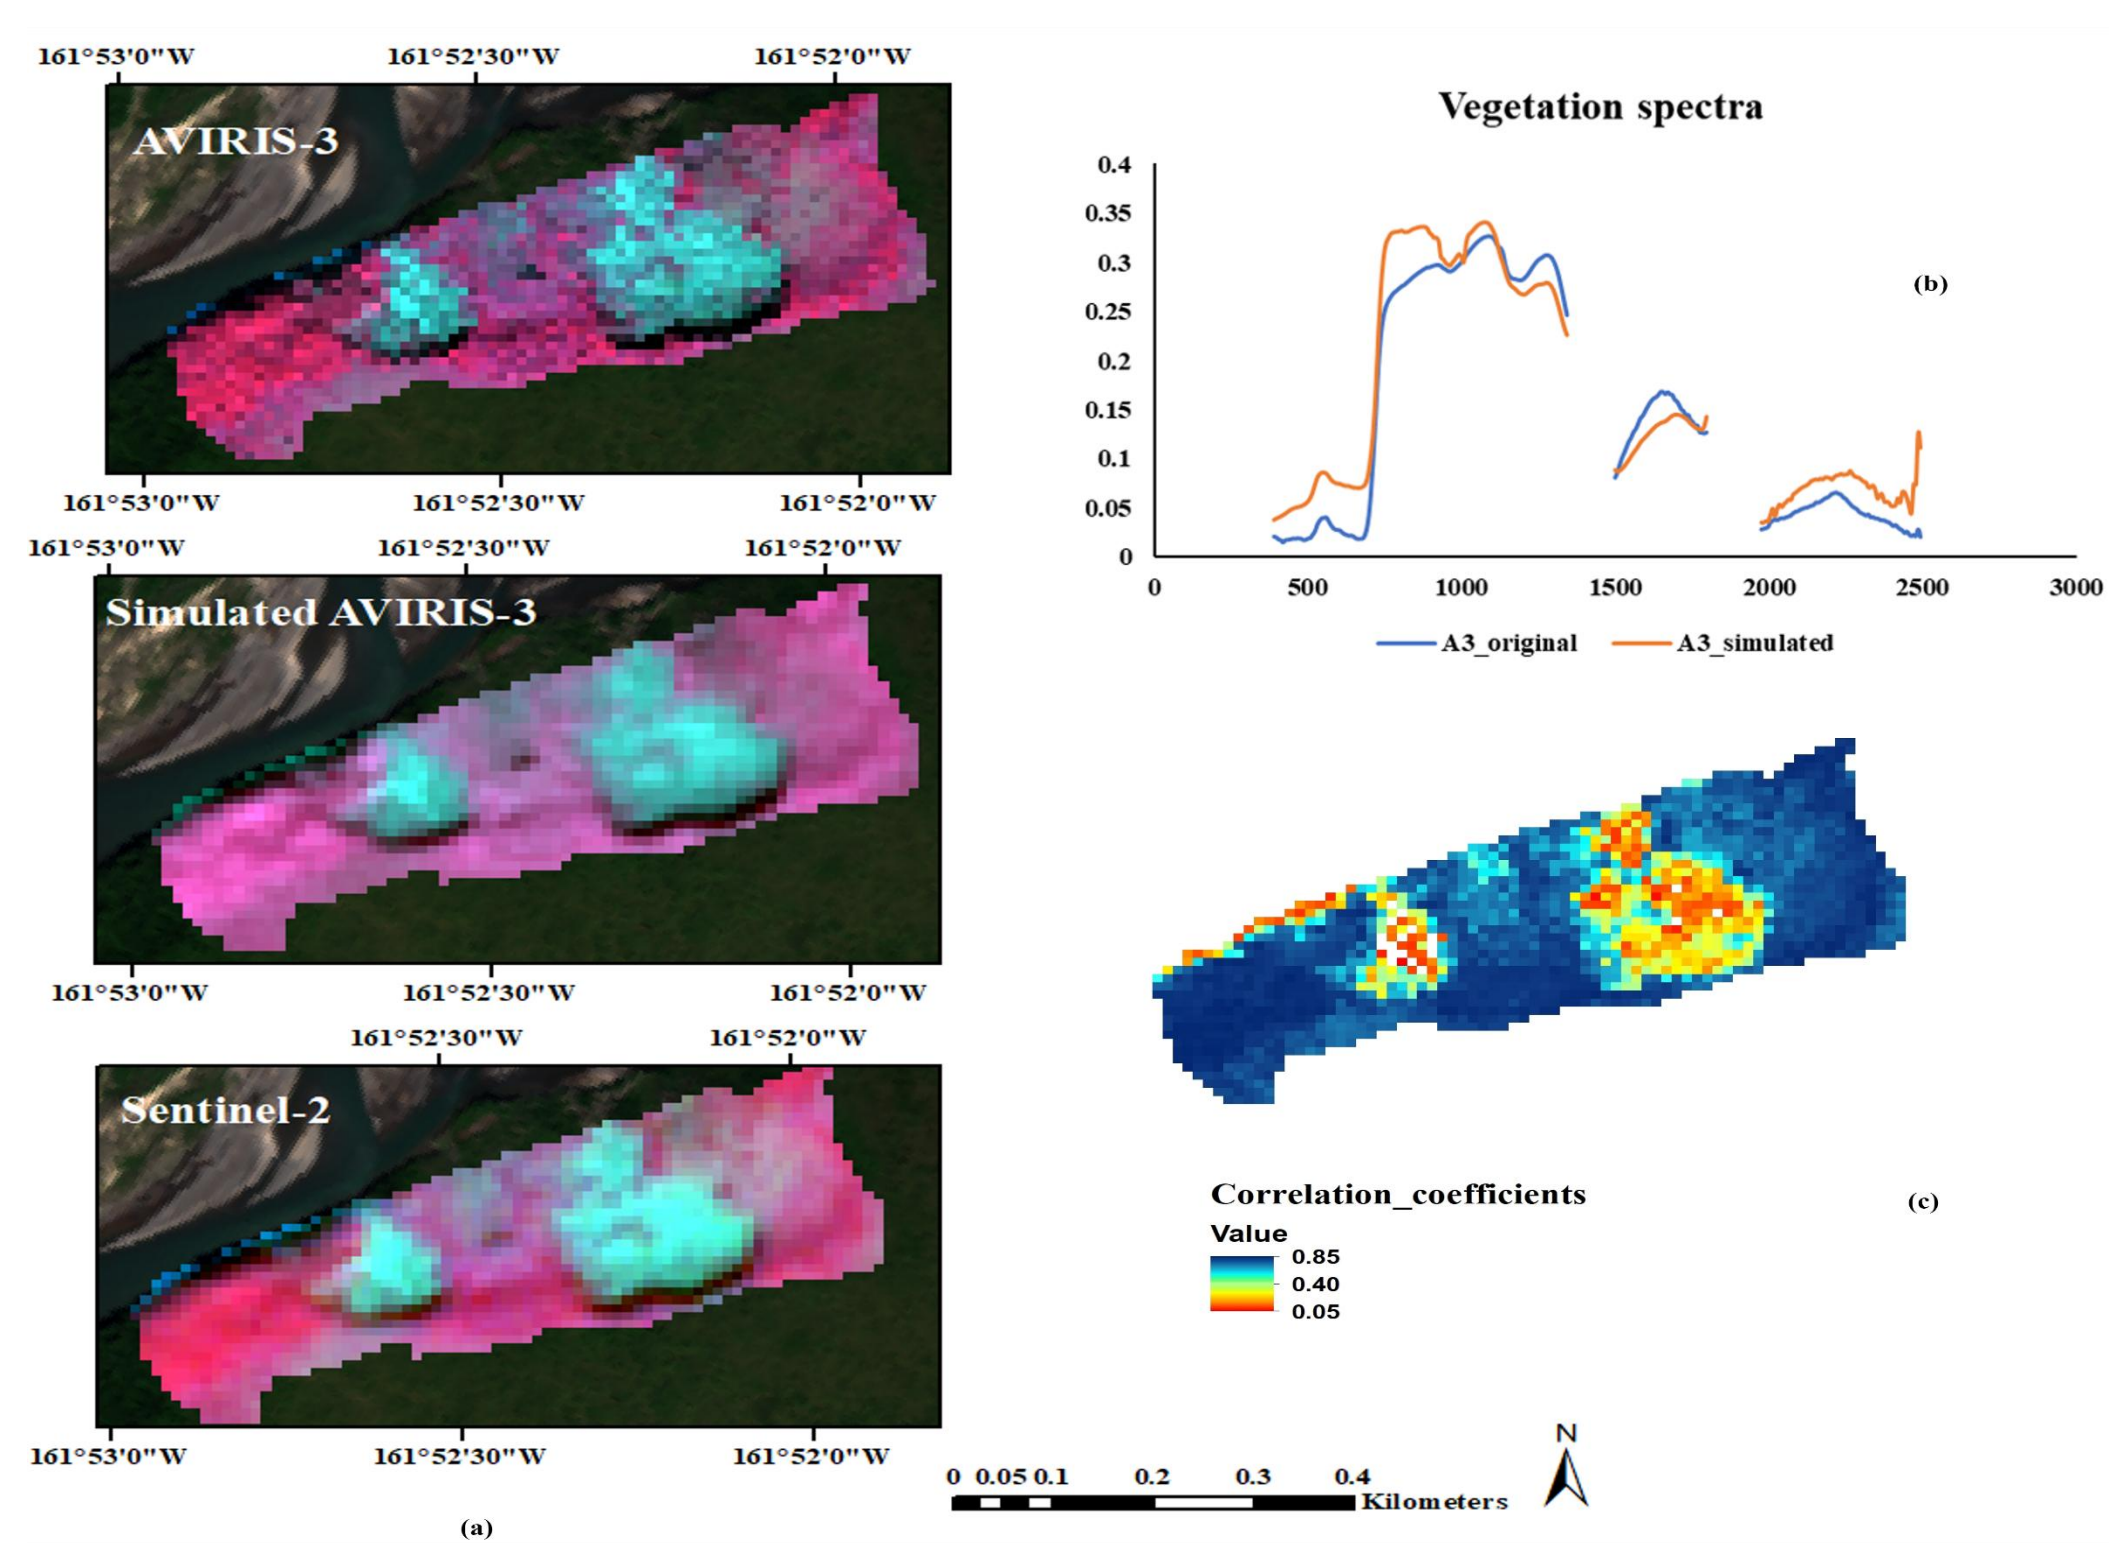 161°53'0"W 161°52'30"W 161°52'0"W
AVIRIS-3
161°53'0"W 161°52'30"W 161°52'0"W
161°53'0"W 161°52'30"W 161°52'0"W
Simulated AVIRIS-3
161°53'0"W 161°52'30"W 161°52'0"W
161°52'30"W 161°52'0"W
Sentinel-2
161°53'0"W 161°52'30"W 161°52'0"W
(a)
Vegetation spectra
0.4
0.35
0.3
0.25
0.2
0.15
0.1
0.05
0
0 500 1000 1500 2000 2500 3000
A3_original A3_simulated
(b)
Correlation_coefficients
Value
0.85
0.40
0.05
(c)
N
0 0.05 0.1 0.2 0.3 0.4
Kilometers